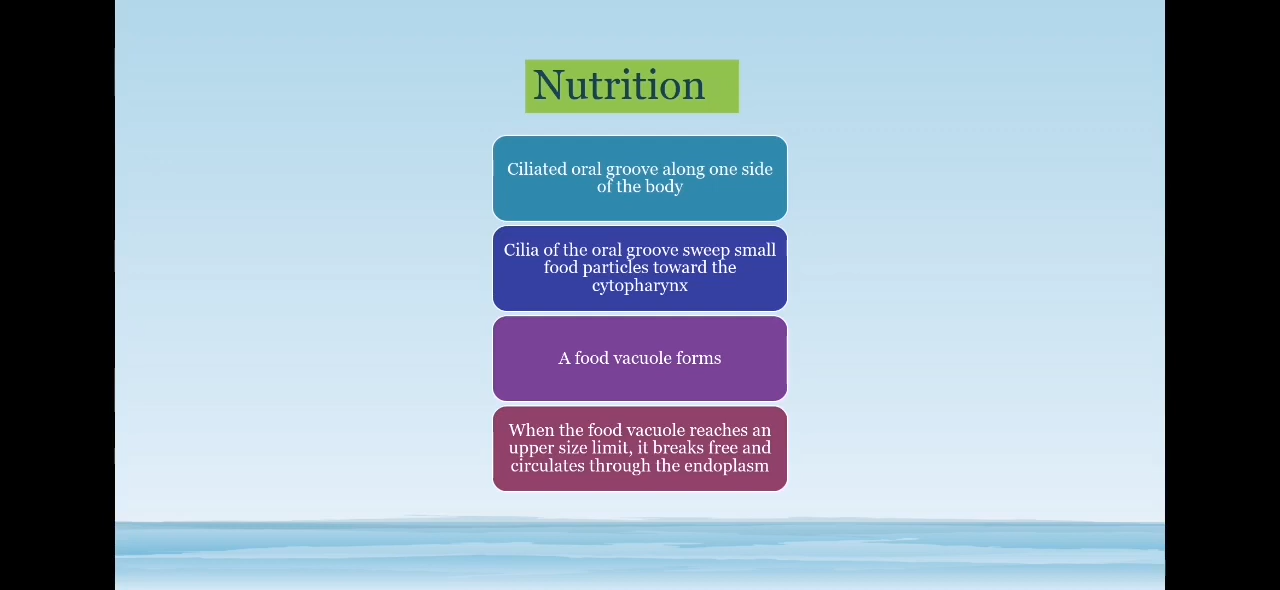 Nutrition
Ciliated oral groove along one side
of the body
Cilia of the oral groove sweep small
food particles toward the
cytopharynx
A food vacuole forms
When the food vacuole reaches an
upper size limit, it breaks free and
circulates through the endoplasm